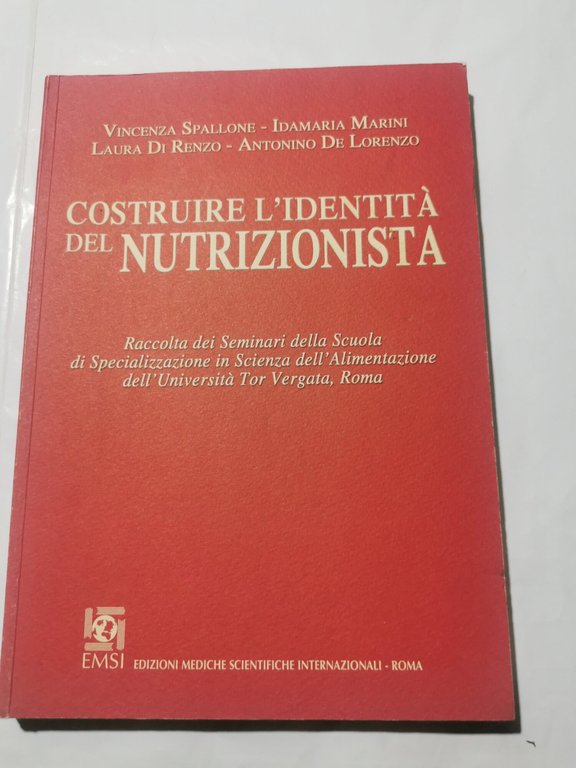 VINCENZA SPALLONE - IDAMARIA MARINI
LAURA DI RENZO - ANTONINO DE LORENZO
COSTRUIRE L'IDENTITÀ
DEL NUTRIZIONISTA
Raccolta dei Seminari della Scuola
di Specializzazione in Scienza dell'Alimentazione
dell'Università Tor Vergata, Roma
EMSI EDIZIONI MEDICHE SCIENTIFICHE INTERNAZIONALI - ROMA